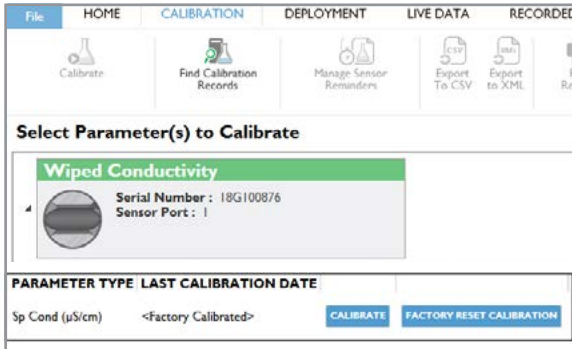 File HOME CALIBRATION DEPLOYMENT LIVE DATA RECORDED
Calibrate Find Calibration Records Manage Sensor Reminders CSV Export To CSV XML Export to XML
Select Parameter(s) to Calibrate
Wiped Conductivity
Serial Number : 18G100876
Sensor Port : 1
PARAMETER TYPE LAST CALIBRATION DATE
Sp Cond (µS/cm) <Factory Calibrated> CALIBRATE FACTORY RESET CALIBRATION